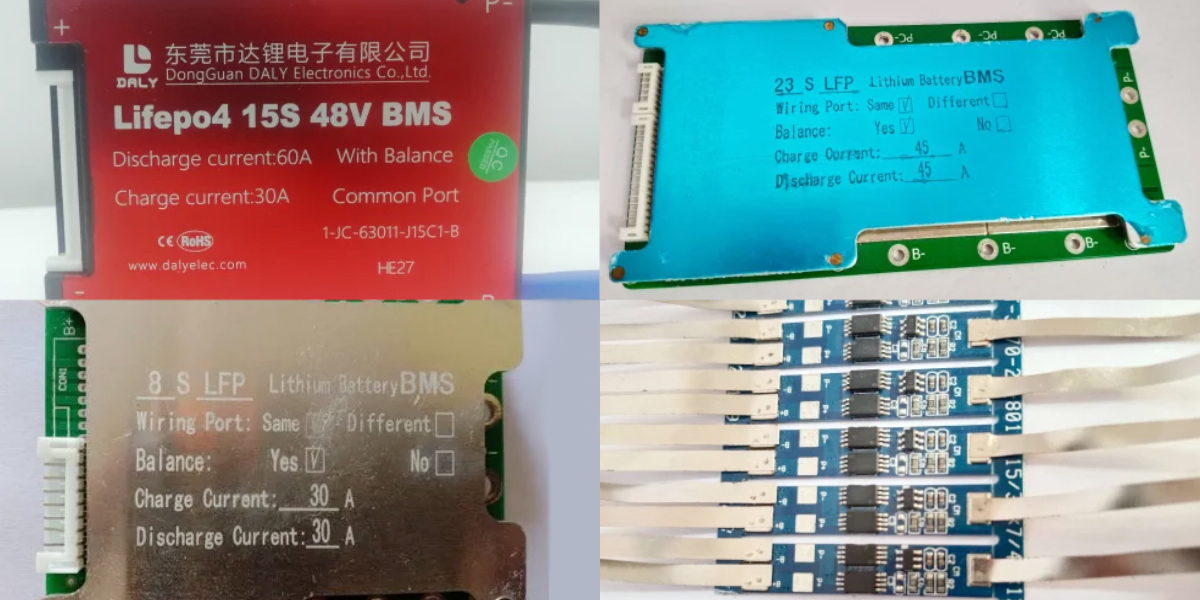 P-
+
东莞市达锂电子有限公司
DALY
DongGuan DALY Electronics Co.,Ltd.
Lifepo4 15S 48V BMS
Discharge current:60A With Balance
QC
PASSED
Charge current:30A Common Port
CE RoHS
1-JC-63011-J15C1-B
www.dalyelec.com
HE27
-
PC- PC- PC-
23 S LFP Lithium Battery BMS
Wiring Port: Same √ Different
Balance: Yes √ No
Charge Current: 45 A
Discharge Current: 45 A
P-
P-
B- B- B-
B+
CON1
8 S LFP Lithium Battery BMS
Wiring Port: Same √ Different
Balance: Yes √ No
Charge Current: 30 A
Discharge Current: 30 A